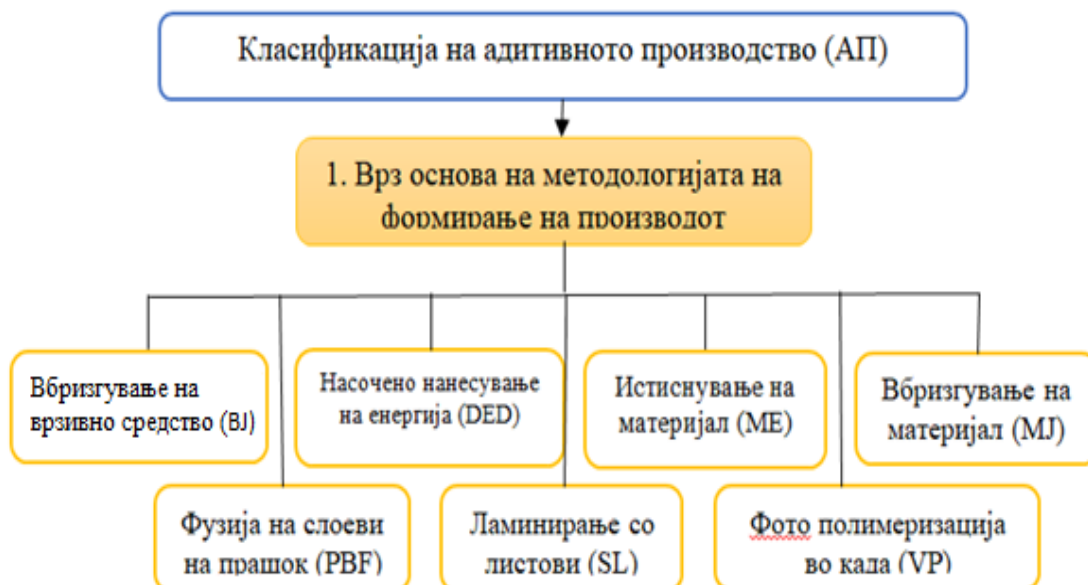 Класификација на адитивното производство (АП)
1. Врз основа на методологијата на
формирање на производот
Вбризгување на
врзивно средство (BJ)
Насочено нанесување
на енергија (DED)
Истиснување на
материјал (ME)
Вбризгување на
материјал (MJ)
Фузија на слоеви
на прашок (PBF)
Ламинирање со
листови (SL)
Фото полимеризација
во када (VP)